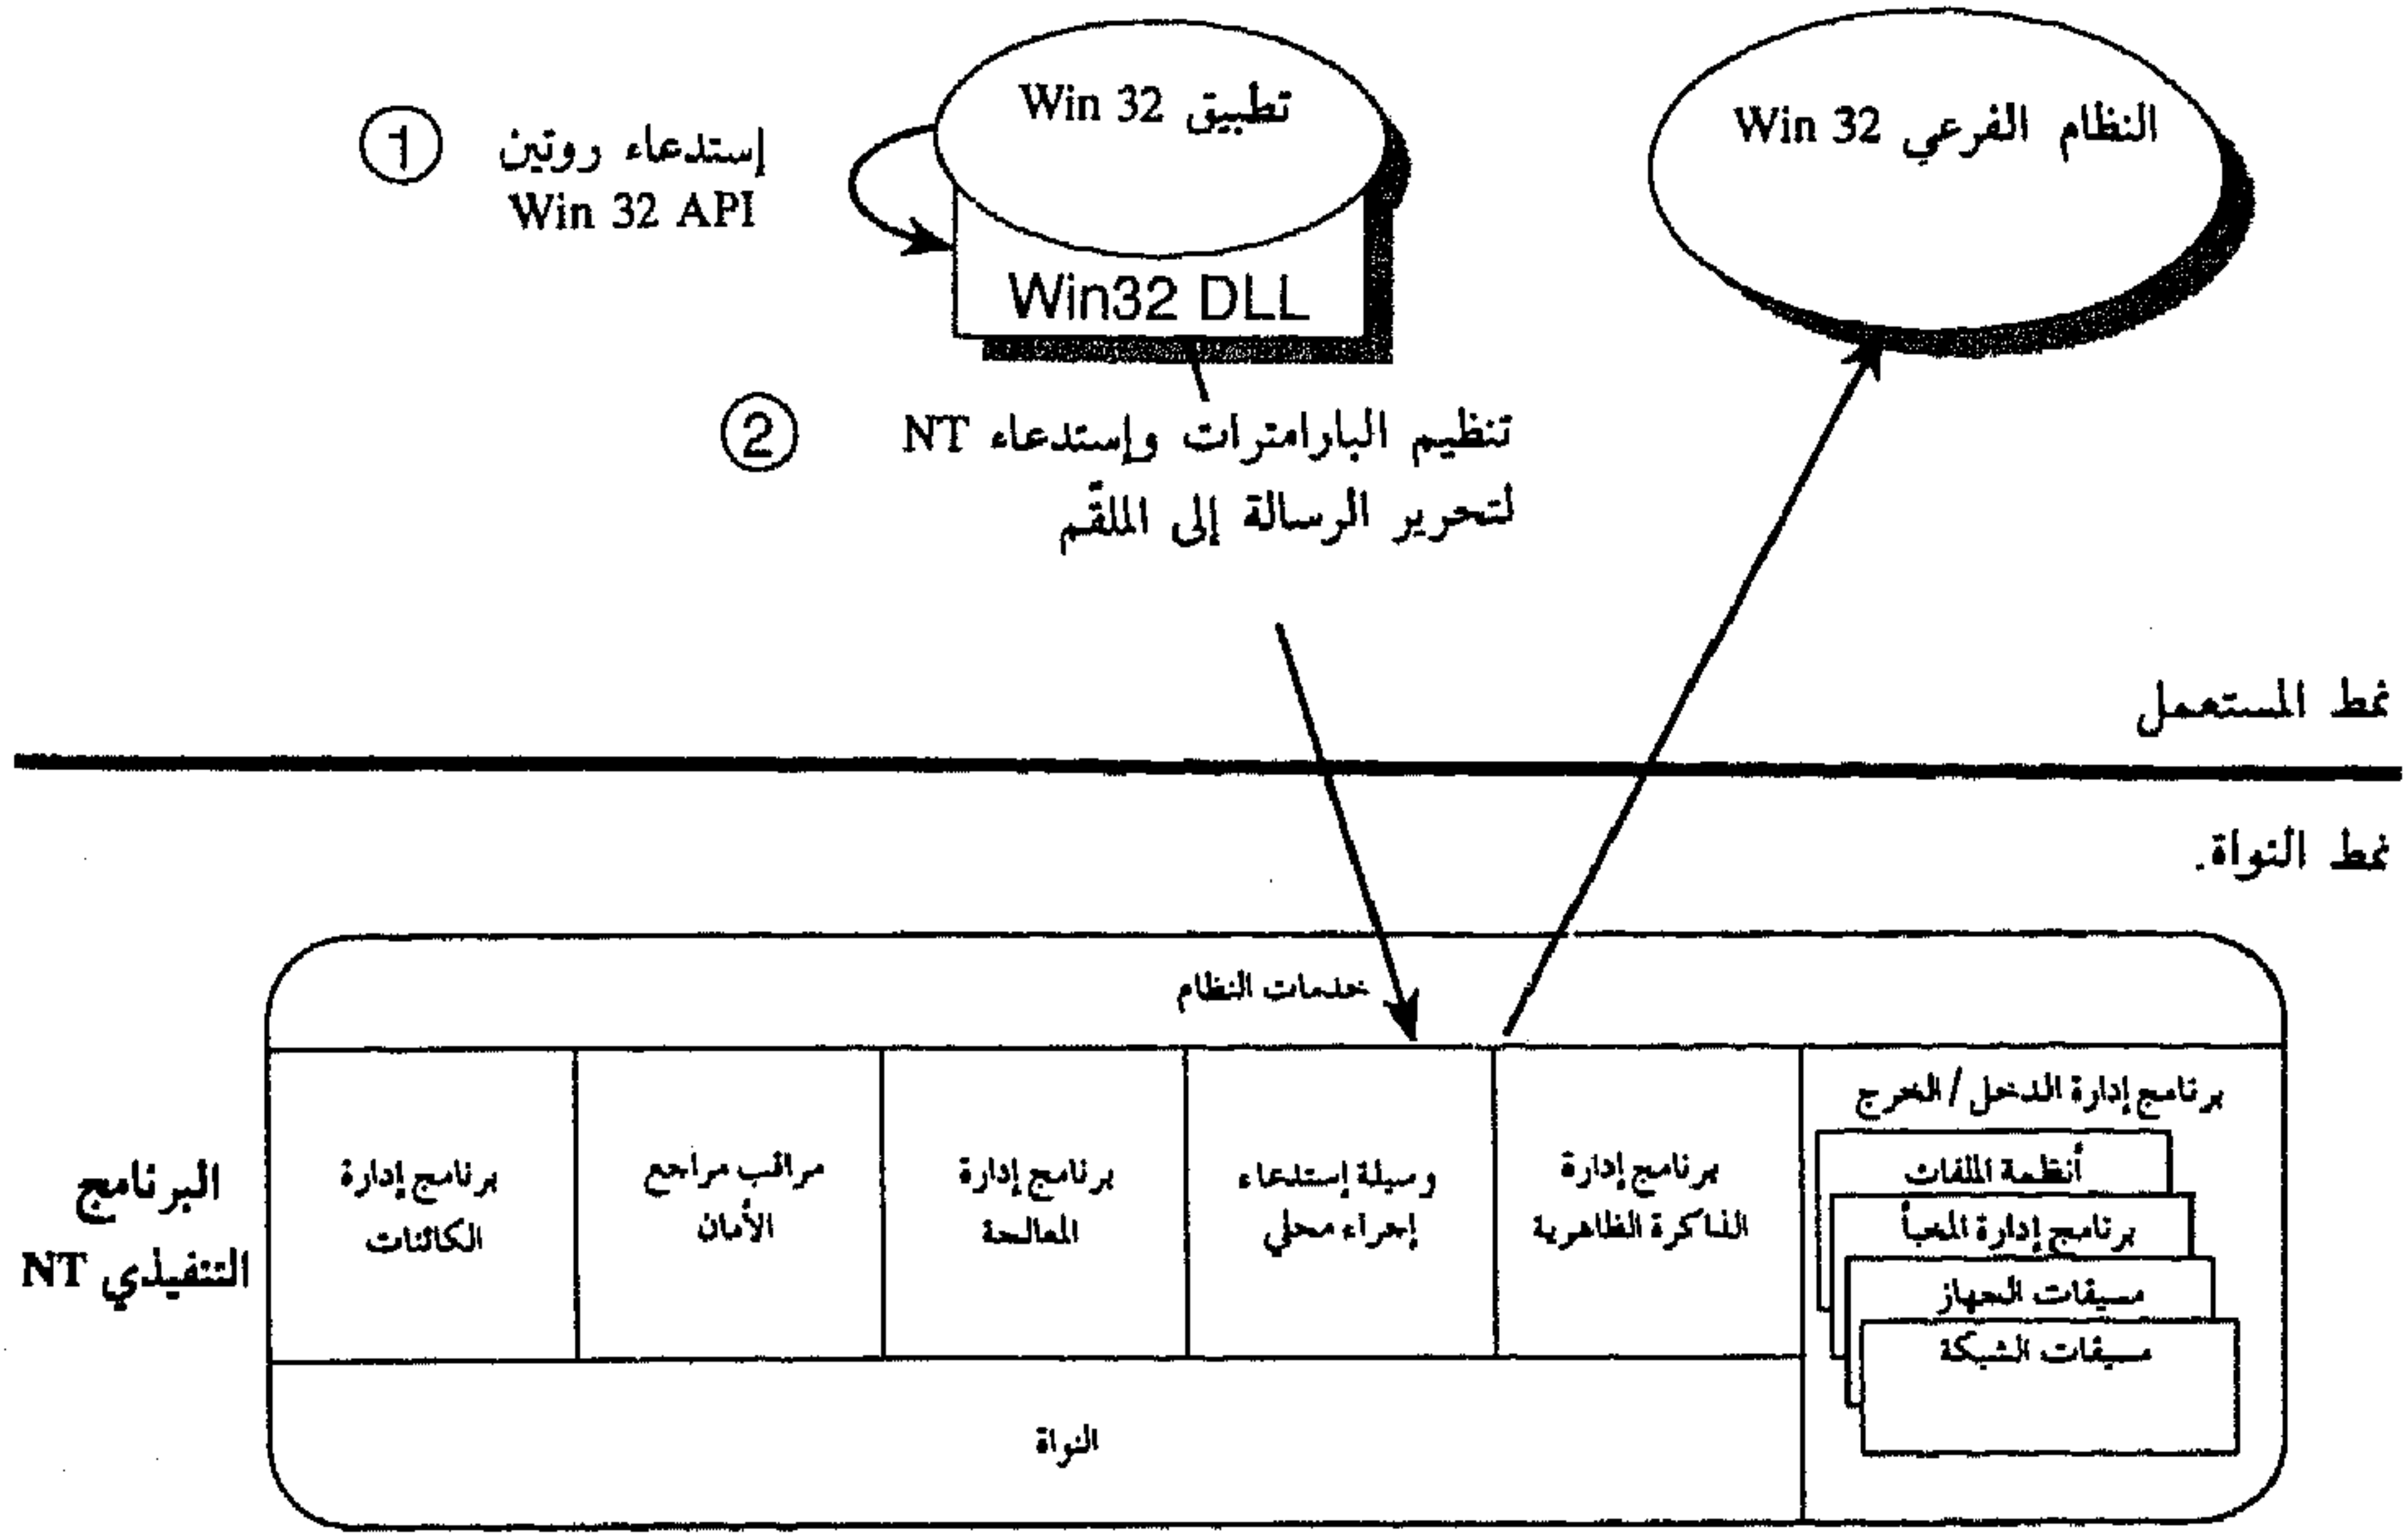 تطبيق Win 32
النظام الفرعي Win 32
① إستدعاء روتين
Win 32 API
Win32 DLL
② تنظيم البارامترات وإستدعاء NT
لتحرير الرسالة إلى الملقّم
نمط المستعمل
نمط النواة.
خدمات النظام
برنامج إدارة الدخل / الخرج
أنظمة الملفات
برنامج إدارة المخبأ
مسيقات الجهاز
مسيقات الشبكة
برنامج إدارة
الذاكرة الظاهرية
وسيلة إستدعاء
إجراء محلي
برنامج إدارة
المعالجة
مراقب مراجع
الأمان
برنامج إدارة
الكائنات
البرنامج
التنفيذي NT
النواة